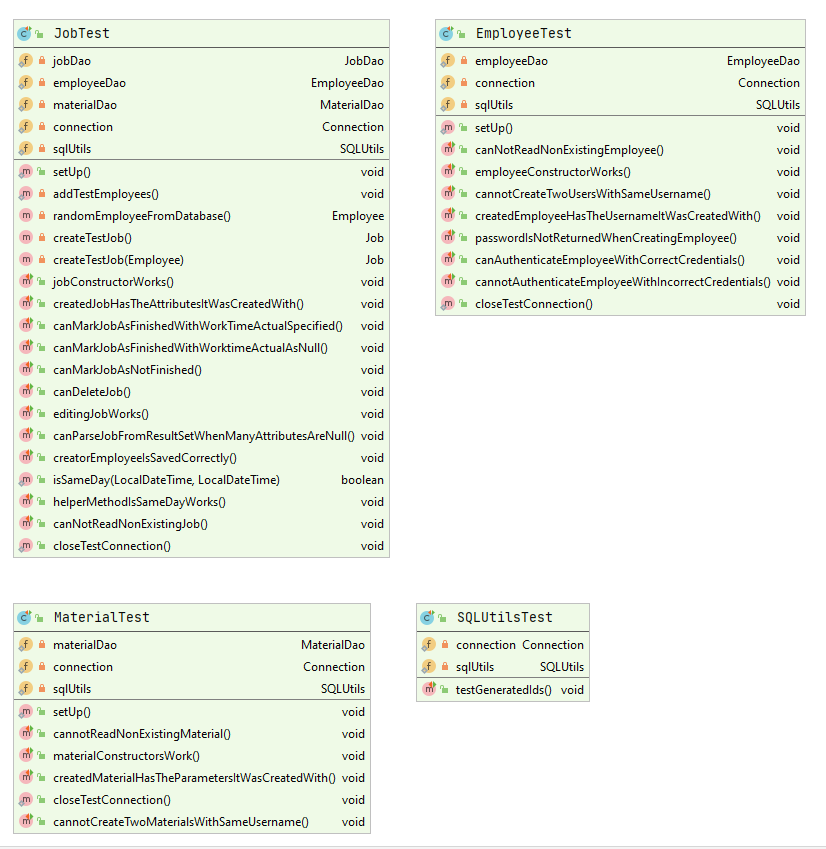 JobTest
jobDao JobDao
employeeDao EmployeeDao
materialDao MaterialDao
connection Connection
sqlUtils SQLUtils
setUp() void
addTestEmployees() void
randomEmployeeFromDatabase() Employee
createTestJob() Job
createTestJob(Employee) Job
jobConstructorWorks() void
createdJobHasTheAttributesItWasCreatedWith() void
canMarkJobAsFinishedWithWorkTimeActualSpecified() void
canMarkJobAsFinishedWithWorktimeActualAsNull() void
canMarkJobAsNotFinished() void
canDeleteJob() void
editingJobWorks() void
canParseJobFromResultSetWhenManyAttributesAreNull() void
creatorEmployeeIsSavedCorrectly() void
isSameDay(LocalDateTime, LocalDateTime) boolean
helperMethodIsSameDayWorks() void
canNotReadNonExistingJob() void
closeTestConnection() void
EmployeeTest
employeeDao EmployeeDao
connection Connection
sqlUtils SQLUtils
setUp() void
canNotReadNonExistingEmployee() void
employeeConstructorWorks() void
cannotCreateTwoUsersWithSameUsername() void
createdEmployeeHasTheUsernameItWasCreatedWith() void
passwordIsNotReturnedWhenCreatingEmployee() void
canAuthenticateEmployeeWithCorrectCredentials() void
cannotAuthenticateEmployeeWithIncorrectCredentials() void
closeTestConnection() void
MaterialTest
materialDao MaterialDao
connection Connection
sqlUtils SQLUtils
setUp() void
cannotReadNonExistingMaterial() void
materialConstructorsWork() void
createdMaterialHasTheParametersItWasCreatedWith() void
closeTestConnection() void
cannotCreateTwoMaterialsWithSameUsername() void
SQLUtilsTest
connection Connection
sqlUtils SQLUtils
testGeneratedIds() void